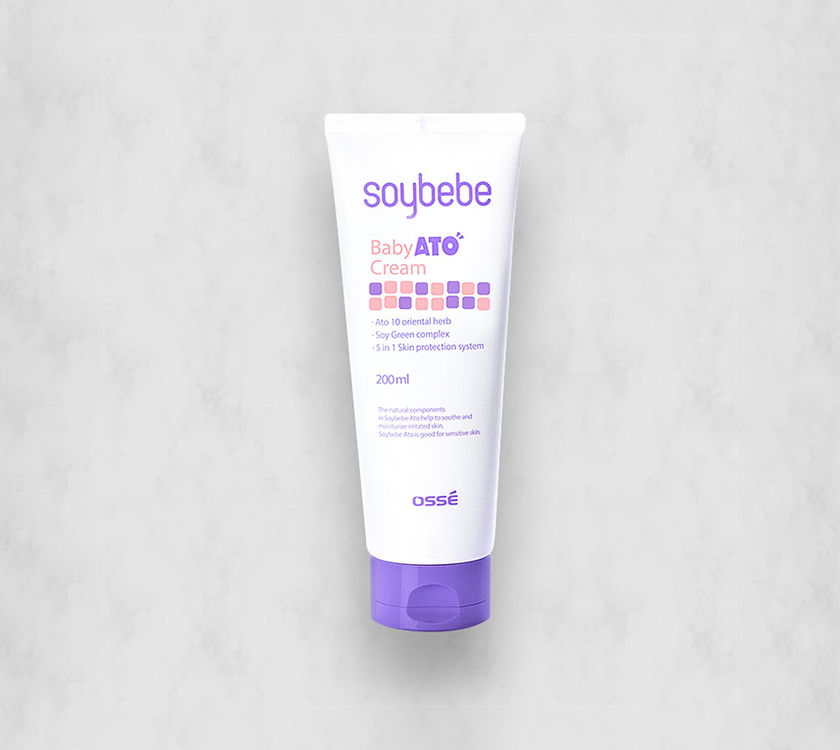 soybebe
Baby ATO
Cream
· Ato 10 oriental herb
· Soy Green complex
· 5 in 1 Skin protection system
200ml
The natural components
in Soybebe Ato help to soothe and
moisturize irritated skin.
Soybebe Ato is good for sensitive skin.
OSSÉ